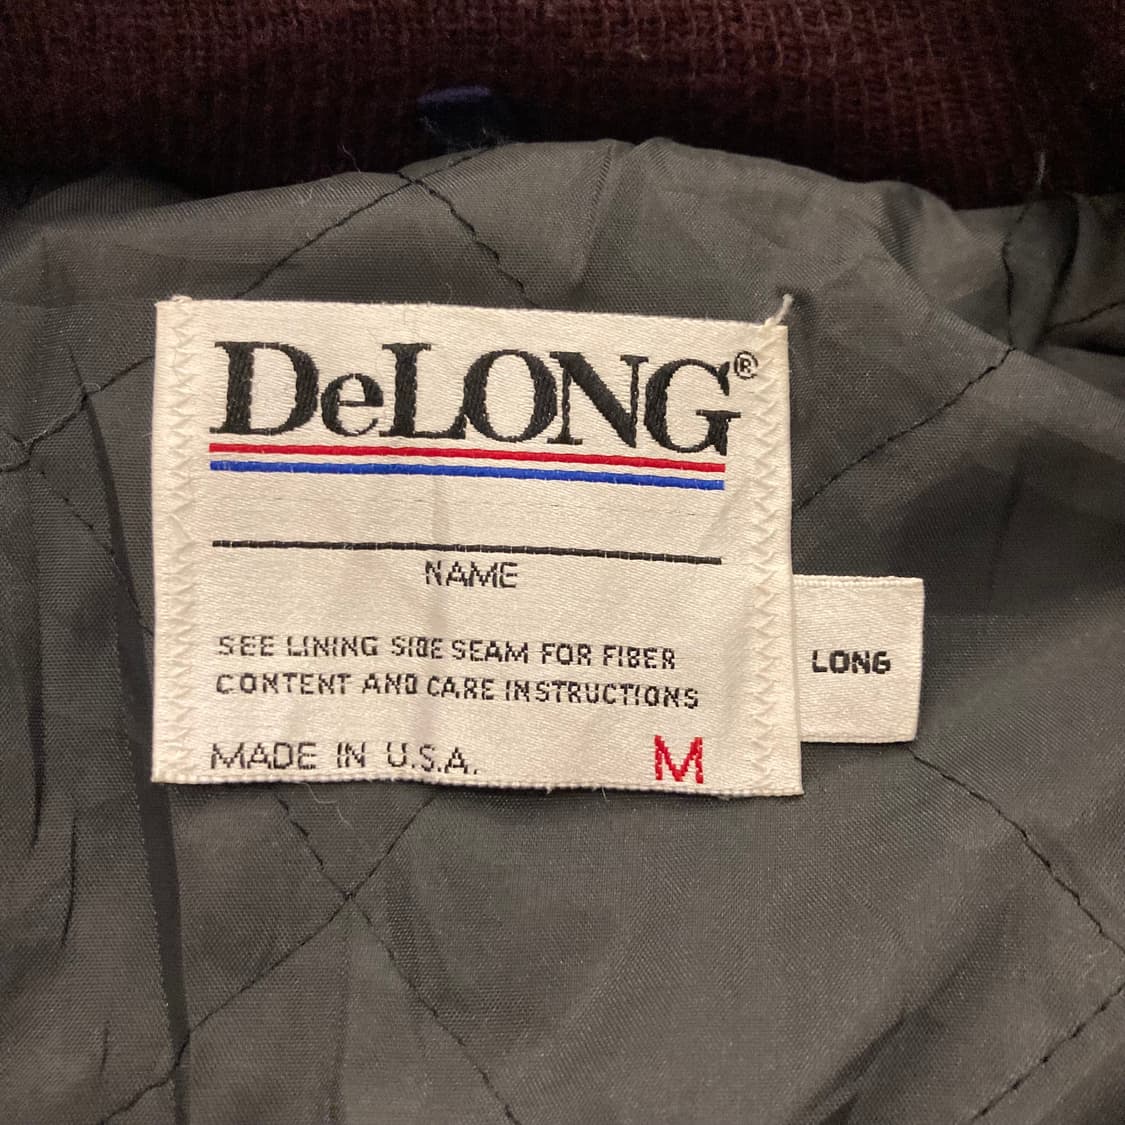 DeLONG®
NAME
SEE LINING SIDE SEAM FOR FIBER
CONTENT AND CARE INSTRUCTIONS
MADE IN U.S.A. M
LONG